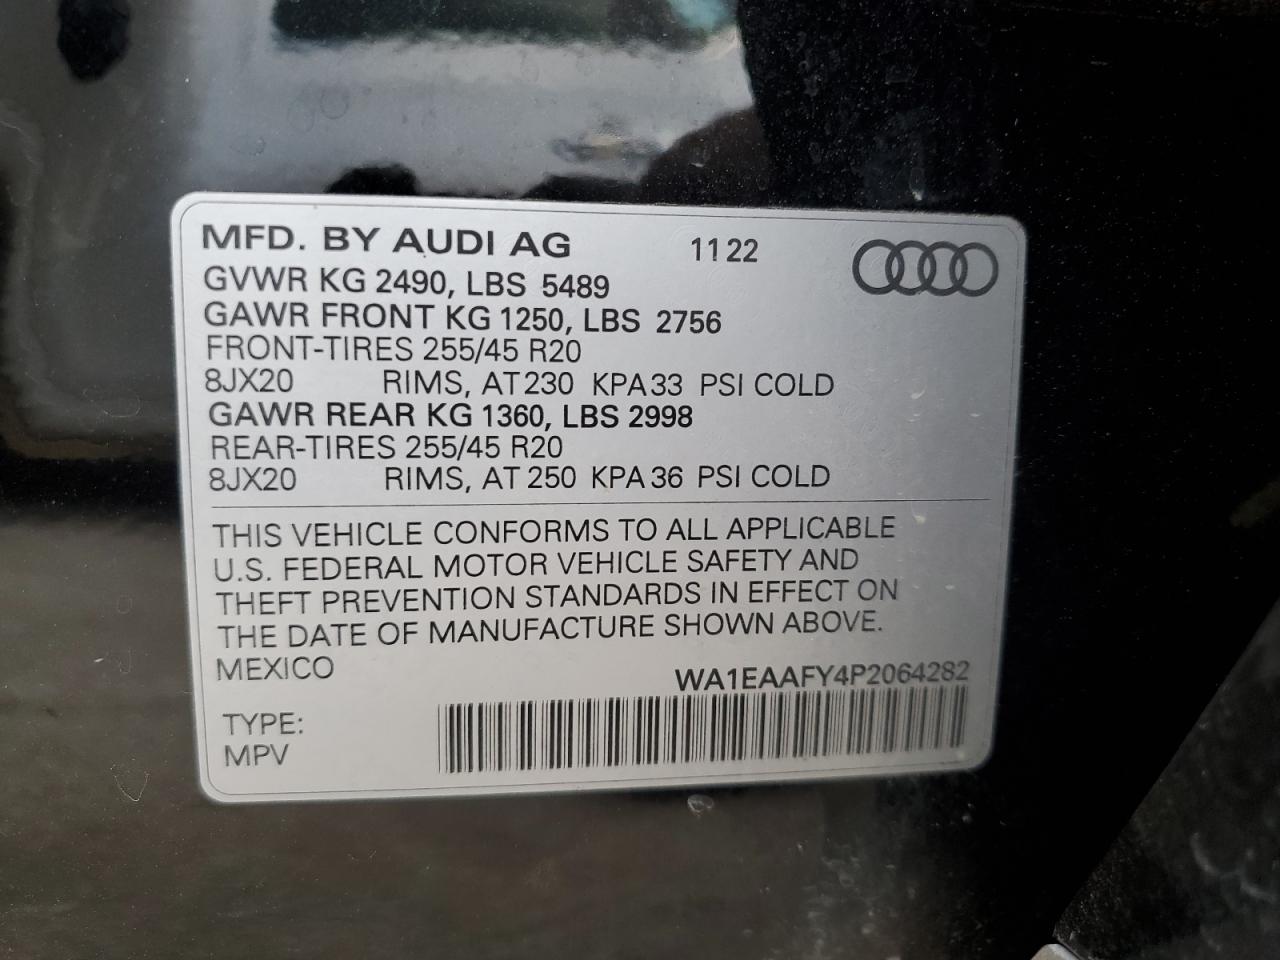 MFD. BY AUDI AG 11 22
GVWR KG 2490, LBS 5489
GAWR FRONT KG 1250, LBS 2756
FRONT-TIRES 255/45 R20
8JX20 RIMS, AT 230 KPA 33 PSI COLD
GAWR REAR KG 1360, LBS 2998
REAR-TIRES 255/45 R20
8JX20 RIMS, AT 250 KPA 36 PSI COLD
THIS VEHICLE CONFORMS TO ALL APPLICABLE
U.S. FEDERAL MOTOR VEHICLE SAFETY AND
THEFT PREVENTION STANDARDS IN EFFECT ON
THE DATE OF MANUFACTURE SHOWN ABOVE.
MEXICO WA1EAAFY4P2064282
TYPE:
MPV